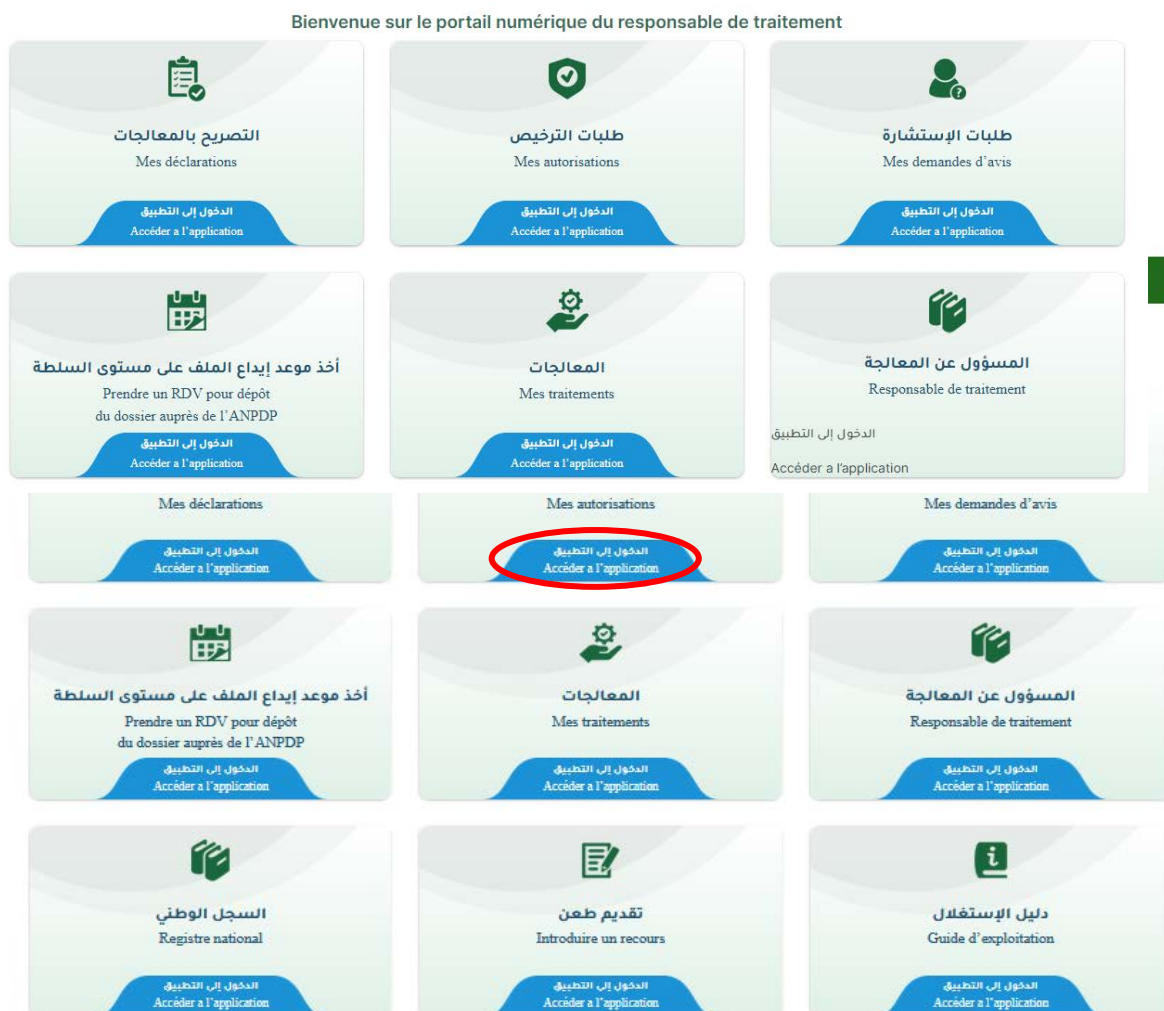 Bienvenue sur le portail numérique du responsable de traitement
التصريح بالمعالجات
Mes déclarations
الدخول إلى التطبيق
Accéder a l'application
طلبات الترخيص
Mes autorisations
الدخول إلى التطبيق
Accéder a l'application
طلبات الإستشارة
Mes demandes d'avis
الدخول إلى التطبيق
Accéder a l'application
أخذ موعد إيداع الملف على مستوى السلطة
Prendre un RDV pour dépôt
du dossier auprès de l'ANPDP
الدخول إلى التطبيق
Accéder a l'application
المعالجات
Mes traitements
الدخول إلى التطبيق
Accéder a l'application
المسؤول عن المعالجة
Responsable de traitement
الدخول إلى التطبيق
Accéder a l'application
Mes déclarations
الدخول إلى التطبيق
Accéder a l'application
Mes autorisations
الدخول إلى التطبيق
Accéder a l'application
Mes demandes d'avis
الدخول إلى التطبيق
Accéder a l'application
أخذ موعد إيداع الملف على مستوى السلطة
Prendre un RDV pour dépôt
du dossier auprès de l'ANPDP
الدخول إلى التطبيق
Accéder a l'application
المعالجات
Mes traitements
الدخول إلى التطبيق
Accéder a l'application
المسؤول عن المعالجة
Responsable de traitement
الدخول إلى التطبيق
Accéder a l'application
السجل الوطني
Registre national
الدخول إلى التطبيق
Accéder a l'application
تقديم طعن
Introduire un recours
الدخول إلى التطبيق
Accéder a l'application
دليل الإستغلال
Guide d'exploitation
الدخول إلى التطبيق
Accéder a l'application